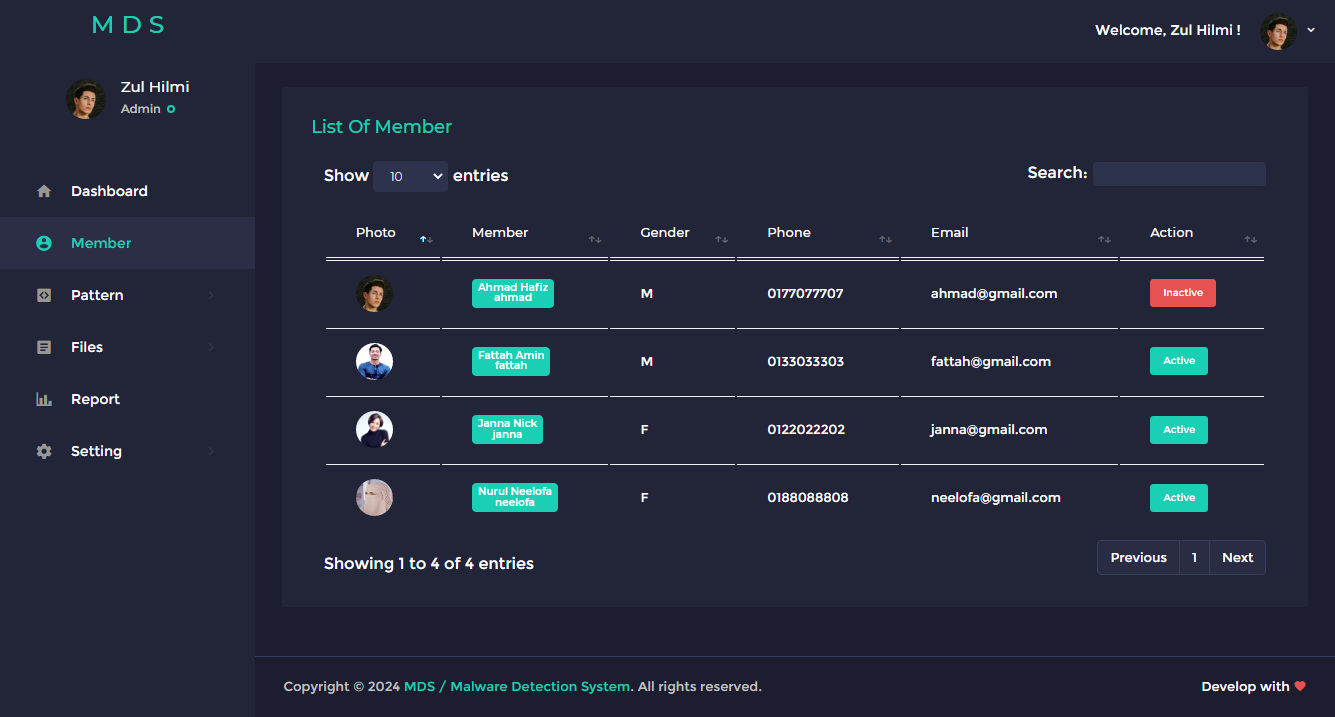 MDS
Welcome, Zul Hilmi !
Zul Hilmi
Admin
Dashboard
Member
Pattern
Files
Report
Setting
List Of Member
Show 10 entries
Search:
Photo Member Gender Phone Email Action
Ahmad Hafiz
ahmad
M 0177077707 ahmad@gmail.com Inactive
Fattah Amin
fattah
M 0133033303 fattah@gmail.com Active
Janna Nick
janna
F 0122022202 janna@gmail.com Active
Nurul Neelofa
neelofa
F 0188088808 neelofa@gmail.com Active
Showing 1 to 4 of 4 entries
Previous 1 Next
Copyright © 2024 MDS / Malware Detection System. All rights reserved.
Develop with